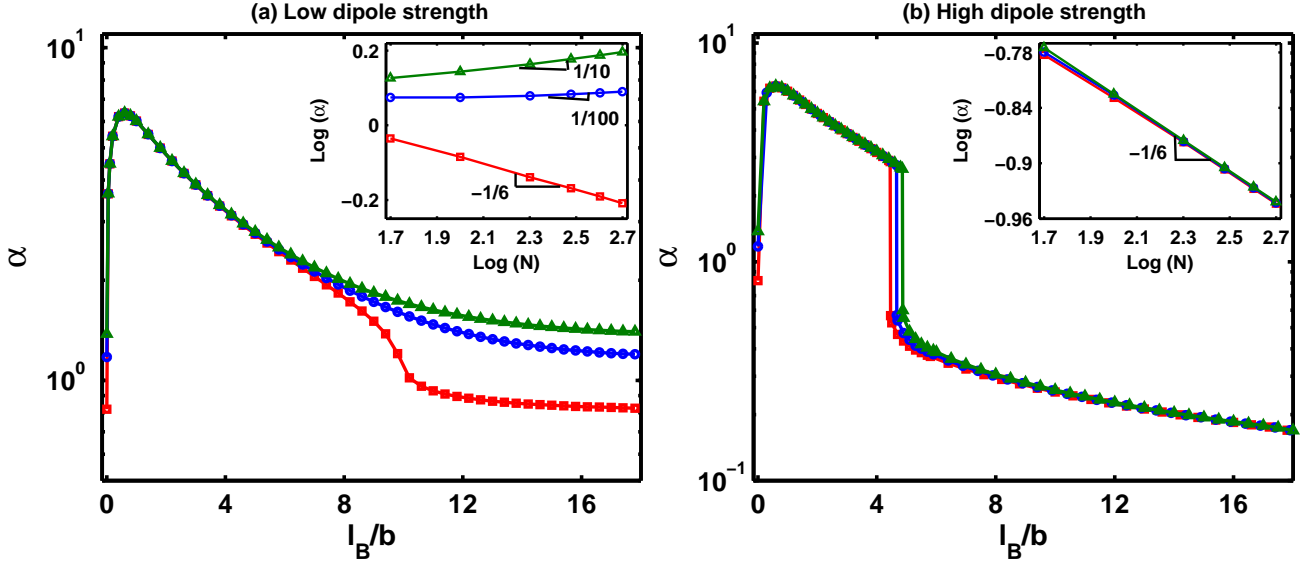 (a) Low dipole strength
10^1
10^0
α
0 4 8 12 16
l_B/b
0.2
0
−0.2
Log (α)
1/10
1/100
−1/6
1.7 1.9 2.1 2.3 2.5 2.7
Log (N)
(b) High dipole strength
10^1
10^0
10^−1
α
0 4 8 12 16
l_B/b
−0.78
−0.84
−0.9
−0.96
Log (α)
−1/6
1.7 1.9 2.1 2.3 2.5 2.7
Log (N)